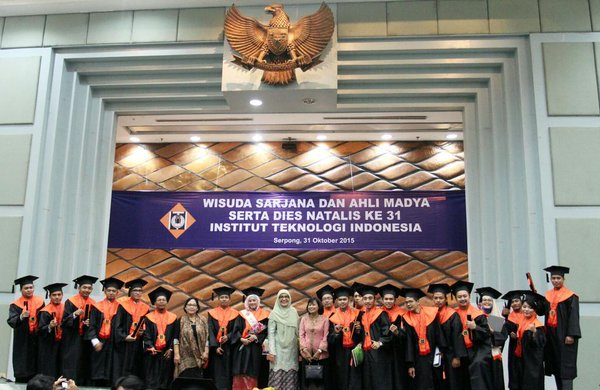 WISUDA SARJANA DAN AHLI MADYA
SERTA DIES NATALIS KE 31
INSTITUT TEKNOLOGI INDONESIA
Serpong, 31 Oktober 2015